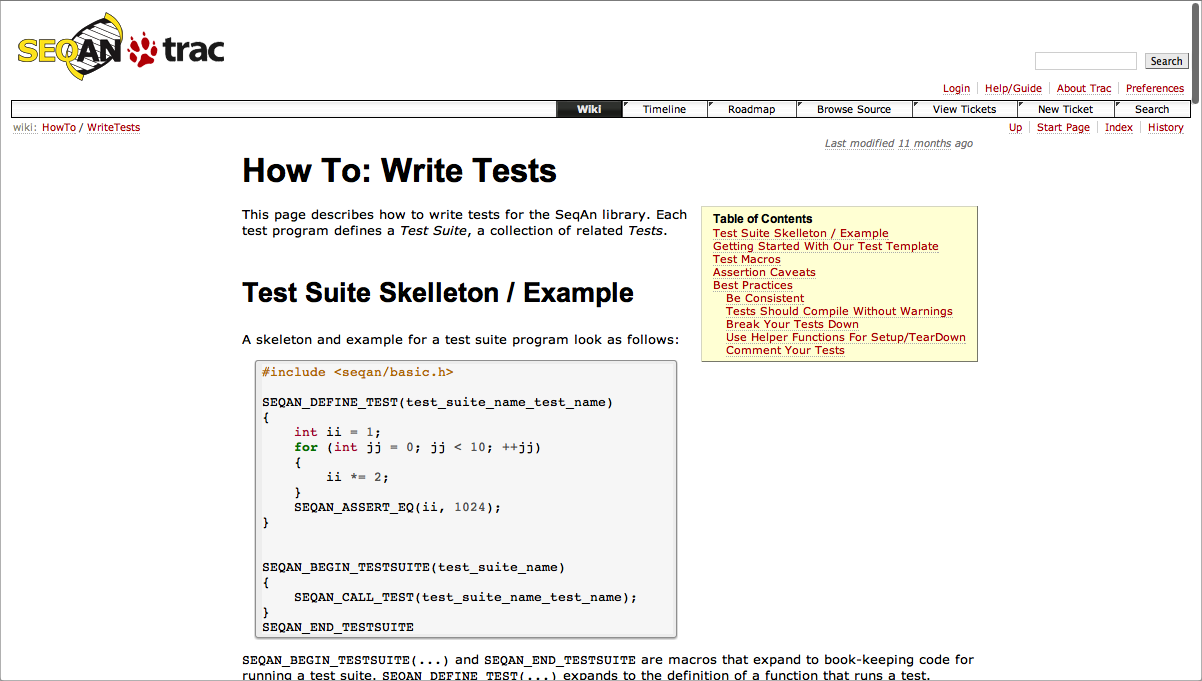 SEQAN trac
Search
Login Help/Guide About Trac Preferences
Wiki Timeline Roadmap Browse Source View Tickets New Ticket Search
wiki: HowTo / WriteTests
Up Start Page Index History
Last modified 11 months ago
How To: Write Tests
This page describes how to write tests for the SeqAn library. Each
test program defines a Test Suite, a collection of related Tests.
Table of Contents
Test Suite Skelleton / Example
Getting Started With Our Test Template
Test Macros
Assertion Caveats
Best Practices
Be Consistent
Tests Should Compile Without Warnings
Break Your Tests Down
Use Helper Functions For Setup/TearDown
Comment Your Tests
Test Suite Skelleton / Example
A skeleton and example for a test suite program look as follows:
#include <seqan/basic.h>
SEQAN_DEFINE_TEST(test_suite_name_test_name)
{
int ii = 1;
for (int jj = 0; jj < 10; ++jj)
{
ii *= 2;
}
SEQAN_ASSERT_EQ(ii, 1024);
}
SEQAN_BEGIN_TESTSUITE(test_suite_name)
{
SEQAN_CALL_TEST(test_suite_name_test_name);
}
SEQAN_END_TESTSUITE
SEQAN_BEGIN_TESTSUITE(...) and SEQAN_END_TESTSUITE are macros that expand to book-keeping code for
running a test suite. SEQAN_DEFINE_TEST(...) expands to the definition of a function that runs a test.